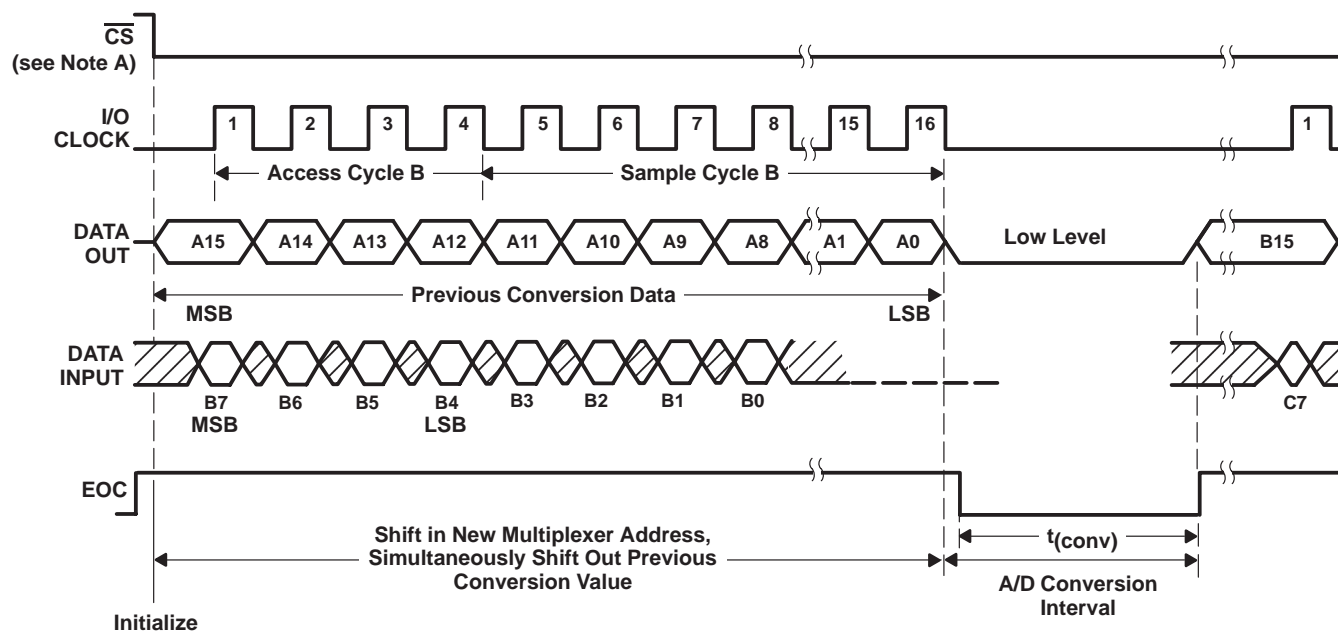 CS
(see Note A)
I/O
CLOCK
1 2 3 4 5 6 7 8 15 16 1
Access Cycle B Sample Cycle B
DATA
OUT
A15 A14 A13 A12 A11 A10 A9 A8 A1 A0 Low Level B15
Previous Conversion Data
MSB LSB
DATA
INPUT
B7 B6 B5 B4 B3 B2 B1 B0 C7
MSB LSB
EOC
Shift in New Multiplexer Address,
Simultaneously Shift Out Previous
Conversion Value
t(conv)
A/D Conversion
Interval
Initialize